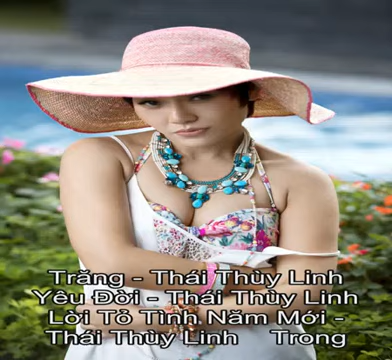 Trăng - Thái Thùy Linh
Yêu Đời - Thái Thùy Linh
Lời Tỏ Tình Năm Mới -
Thái Thùy Linh Trong